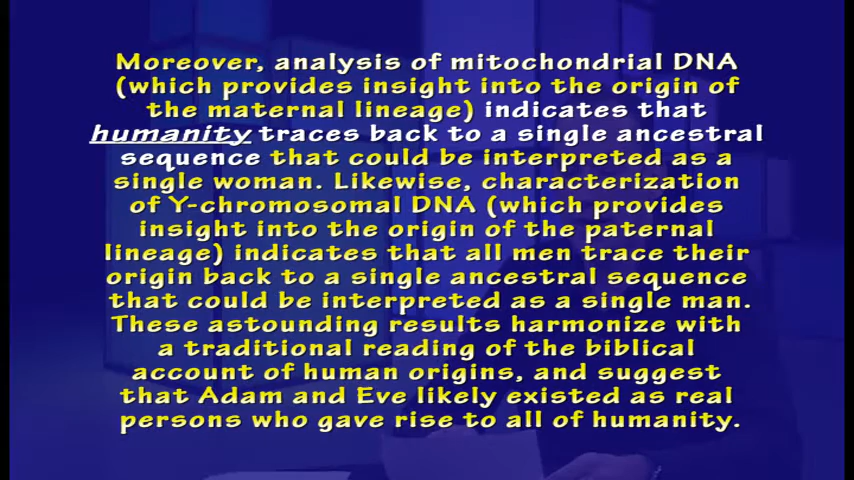 Moreover, analysis of mitochondrial DNA
(which provides insight into the origin of
the maternal lineage) indicates that
humanity traces back to a single ancestral
sequence that could be interpreted as a
single woman. Likewise, characterization
of Y-chromosomal DNA (which provides
insight into the origin of the paternal
lineage) indicates that all men trace their
origin back to a single ancestral sequence
that could be interpreted as a single man.
These astounding results harmonize with
a traditional reading of the biblical
account of human origins, and suggest
that Adam and Eve likely existed as real
persons who gave rise to all of humanity.